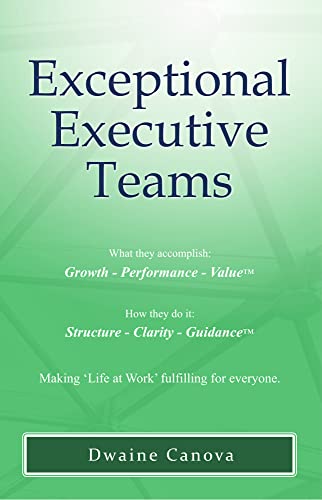 Exceptional
Executive
Teams
What they accomplish:
Growth - Performance - Value™
How they do it:
Structure - Clarity - Guidance™
Making ‘Life at Work’ fulfilling for everyone.
Dwaine Canova